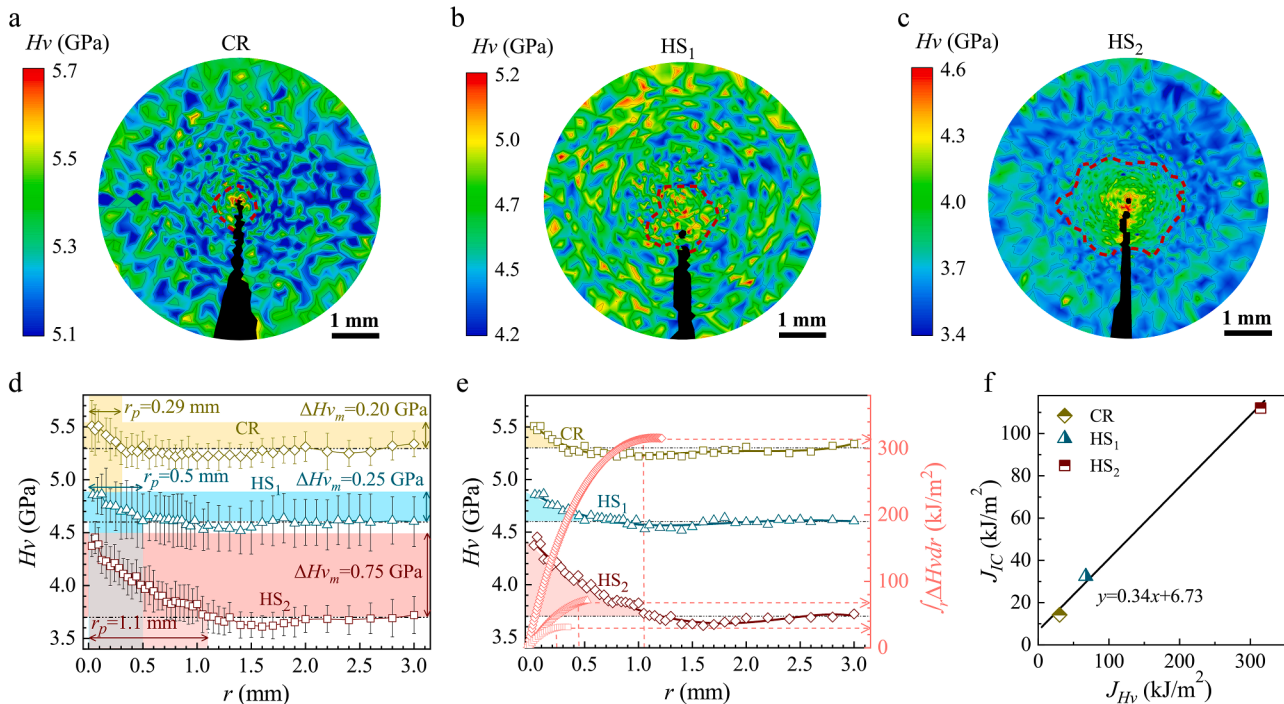 a
b
c
Hv (GPa)
CR
5.7
5.5
5.3
5.1
1 mm
Hv (GPa)
HS1
5.2
5.0
4.7
4.5
4.2
1 mm
Hv (GPa)
HS2
4.6
4.3
4.0
3.7
3.4
1 mm
d
e
f
rp=0.29 mm
ΔHvm=0.20 GPa
CR
rp=0.5 mm
HS1
ΔHvm=0.25 GPa
ΔHvm=0.75 GPa
HS2
rp=1.1 mm
5.5
5.0
4.5
4.0
3.5
Hv (GPa)
0.0 0.5 1.0 1.5 2.0 2.5 3.0
r (mm)
CR
HS1
HS2
5.5
5.0
4.5
4.0
3.5
Hv (GPa)
300
200
100
0
∫rΔHvdr (kJ/m2)
0.0 0.5 1.0 1.5 2.0 2.5 3.0
r (mm)
CR
HS1
HS2
y=0.34x+6.73
100
80
60
40
20
0
JIC (kJ/m2)
0 100 200 300
JHv (kJ/m2)